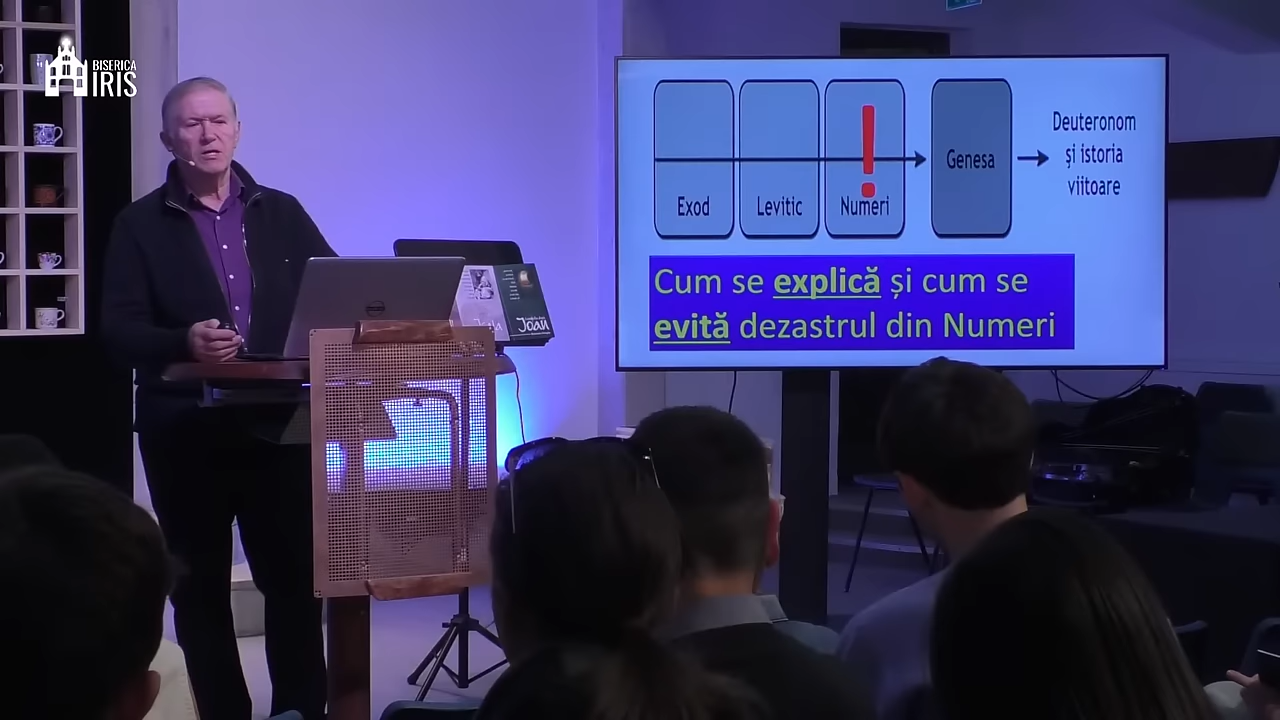 BISERICA
IRIS
Exod
Levitic
!
Numeri
Genesa
Deuteronom
și istoria
viitoare
Cum se explică și cum se
evită dezastrul din Numeri
Joan